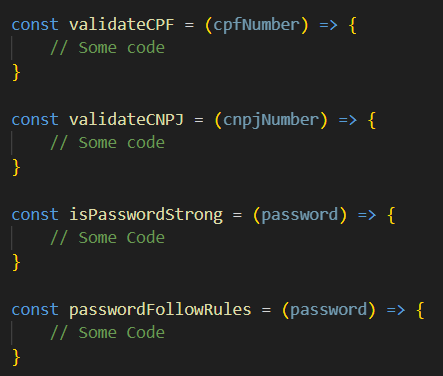 const validateCPF = (cpfNumber) => {
// Some code
}
const validateCNPJ = (cnpjNumber) => {
// Some code
}
const isPasswordStrong = (password) => {
// Some Code
}
const passwordFollowRules = (password) => {
// Some Code
}